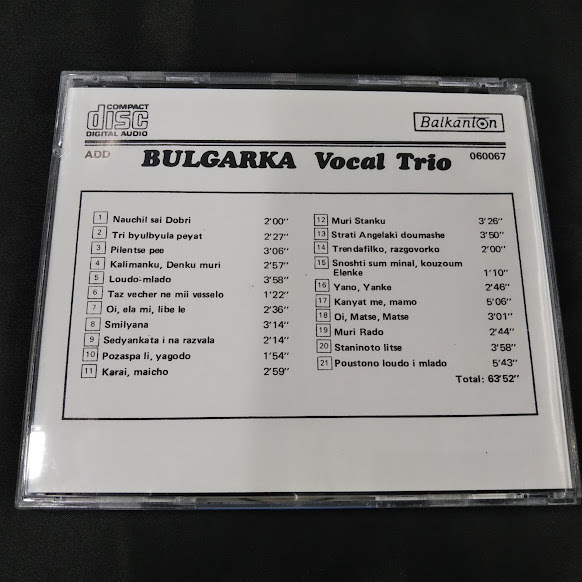 COMPACT
disc
DIGITAL AUDIO
Balkanton
ADD
BULGARKA Vocal Trio
060067
1 Nauchil sai Dobri 2'00"
2 Tri byulbyula peyat 2'27"
3 Pilentse pee 3'06"
4 Kalimanku, Denku muri 2'57"
5 Loudo-mlado 3'58"
6 Taz vecher ne mii vesselo 1'22"
7 Oi, ela mi, libe le 2'36"
8 Smilyana 3'14"
9 Sedyankata i na razvala 2'14"
10 Pozaspa li, yagodo 1'54"
11 Karai, maicho 2'59"
12 Muri Stanku 3'26"
13 Strati Angelaki doumashe 3'50"
14 Trendafilko, razgovorko 2'00"
15 Snoshti sum minal, kouzoum
Elenke 1'10"
16 Yano, Yanke 2'46"
17 Kanyat me, mamo 5'06"
18 Oi, Matse, Matse 3'01"
19 Muri Rado 2'44"
20 Staninoto litse 3'58"
21 Poustono loudo i mlado 5'43"
Total: 63'52"